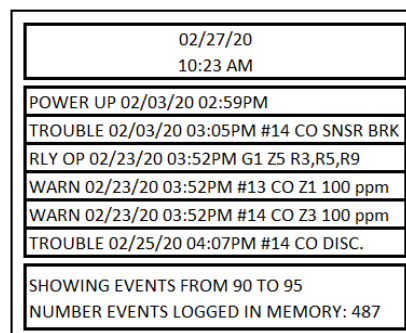 02/27/20
10:23 AM
POWER UP 02/03/20 02:59PM
TROUBLE 02/03/20 03:05PM #14 CO SNSR BRK
RLY OP 02/23/20 03:52PM G1 Z5 R3,R5,R9
WARN 02/23/20 03:52PM #13 CO Z1 100 ppm
WARN 02/23/20 03:52PM #14 CO Z3 100 ppm
TROUBLE 02/25/20 04:07PM #14 CO DISC.
SHOWING EVENTS FROM 90 TO 95
NUMBER EVENTS LOGGED IN MEMORY: 487